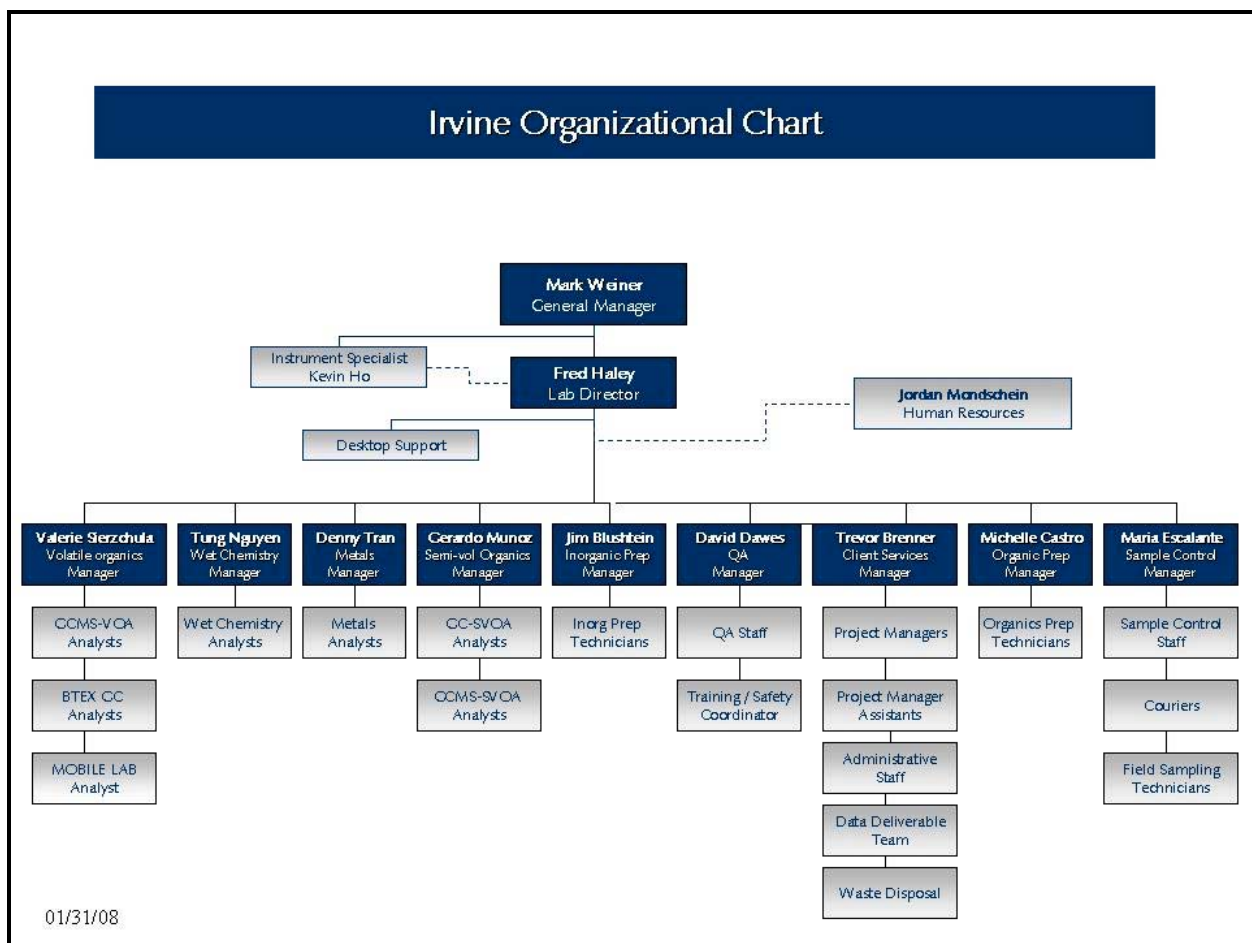 Irvine Organizational Chart
Mark Weiner
General Manager
Instrument Specialist
Kevin Ho
Fred Haley
Lab Director
Jordan Mondschein
Human Resources
Desktop Support
Valerie Sierzchula
Volatile organics
Manager
Tung Nguyen
Wet Chemistry
Manager
Denny Tran
Metals
Manager
Gerardo Munoz
Semi-vol Organics
Manager
Jim Blushtein
Inorganic Prep
Manager
David Dawes
QA
Manager
Trevor Brenner
Client Services
Manager
Michelle Castro
Organic Prep
Manager
Maria Escalante
Sample Control
Manager
GCMS-VOA
Analysts
Wet Chemistry
Analysts
Metals
Analysts
GC-SVOA
Analysts
Inorg Prep
Technicians
QA Staff
Project Managers
Organics Prep
Technicians
Sample Control
Staff
BTEX GC
Analysts
GCMS-SVOA
Analysts
Training / Safety
Coordinator
Project Manager
Assistants
Couriers
MOBILE LAB
Analyst
Administrative
Staff
Field Sampling
Technicians
Data Deliverable
Team
Waste Disposal
01/31/08